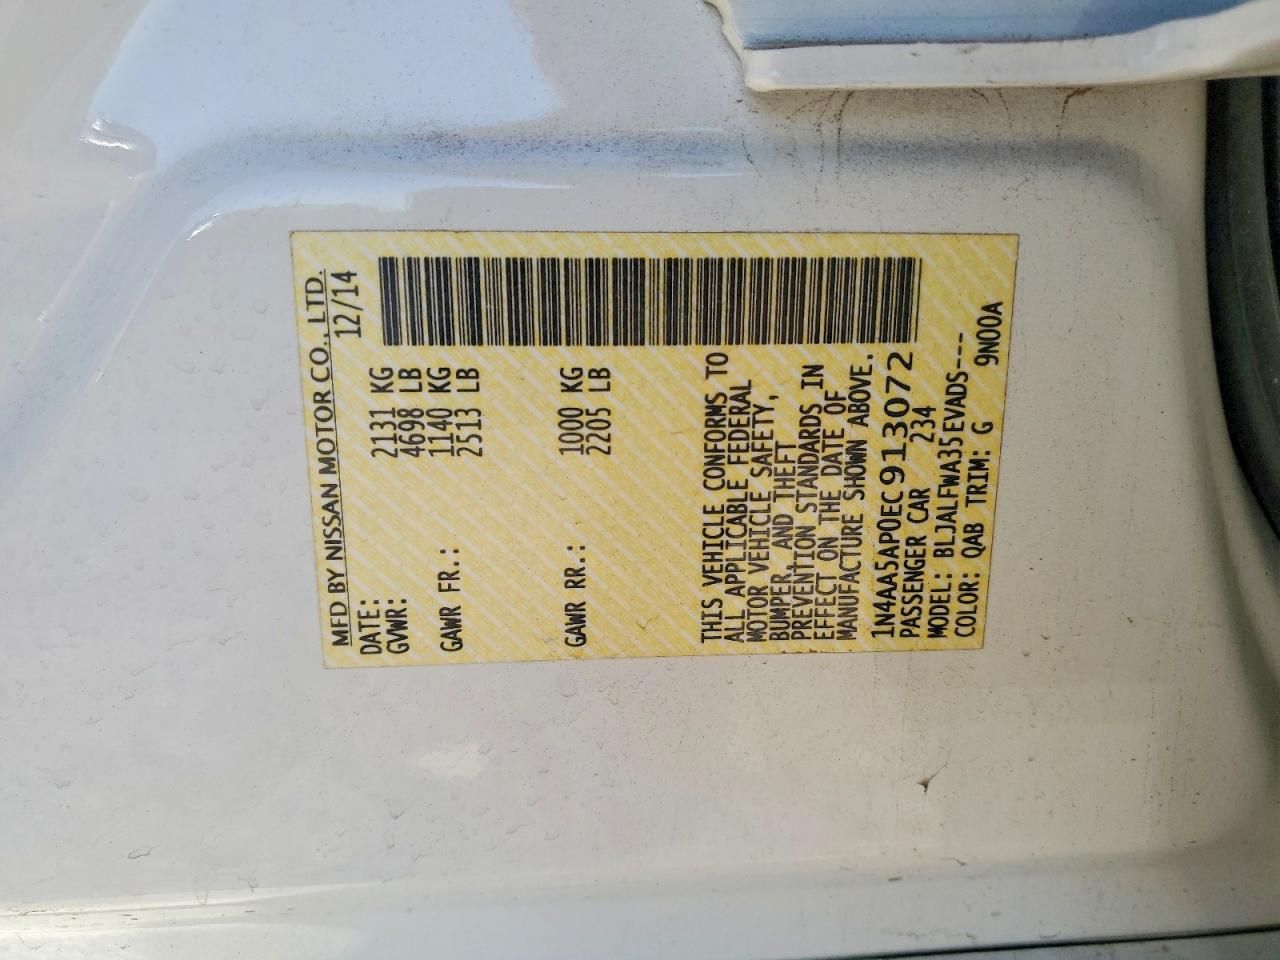 MFD BY NISSAN MOTOR CO., LTD.
DATE: 12/14
GVWR: 2131 KG
4698 LB
GAWR FR.: 1140 KG
2513 LB
GAWR RR.: 1000 KG
2205 LB
THIS VEHICLE CONFORMS TO
ALL APPLICABLE FEDERAL
MOTOR VEHICLE SAFETY,
BUMPER, AND THEFT
PREVENTION STANDARDS IN
EFFECT ON THE DATE OF
MANUFACTURE SHOWN ABOVE.
1N4AA5AP0EC913072
PASSENGER CAR 234
MODEL: BLJALFWA35EVADS---
COLOR: QAB TRIM: G 9N00A